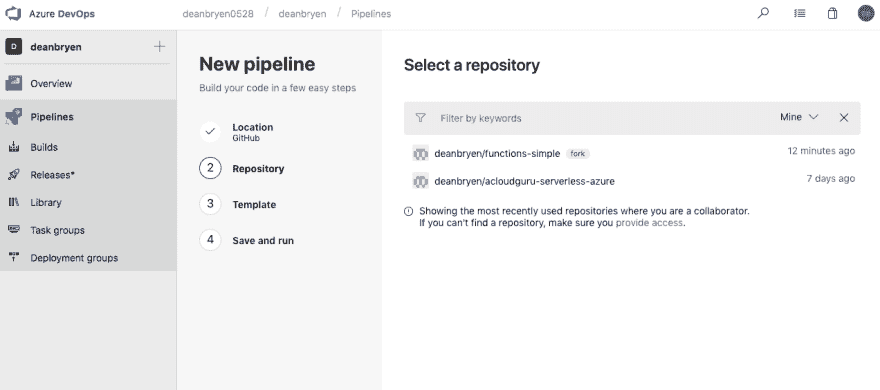 Azure DevOps
deanbryen0528 / deanbryen / Pipelines
D deanbryen
Overview
Pipelines
Builds
Releases*
Library
Task groups
Deployment groups
New pipeline
Build your code in a few easy steps
Location
GitHub
2 Repository
3 Template
4 Save and run
Select a repository
Filter by keywords Mine
deanbryen/functions-simple fork 12 minutes ago
deanbryen/acloudguru-serverless-azure 7 days ago
Showing the most recently used repositories where you are a collaborator.
If you can't find a repository, make sure you provide access.